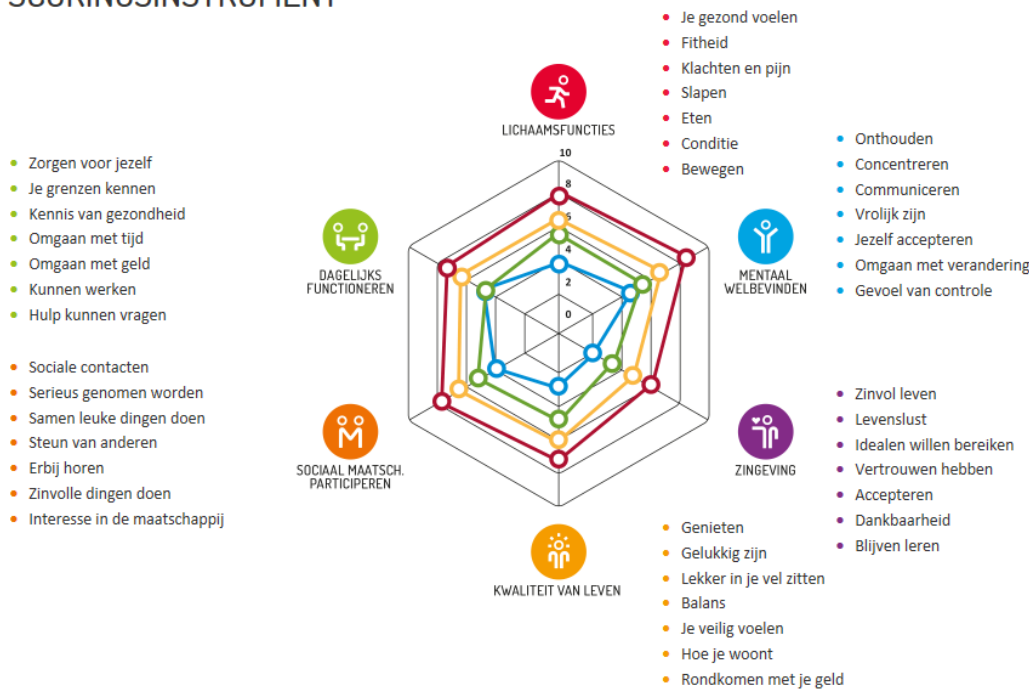 Je gezond voelen
Fitheid
Klachten en pijn
Slapen
Eten
Conditie
Bewegen
LICHAAMSFUNCTIES
Onthouden
Concentreren
Communiceren
Vrolijk zijn
Jezelf accepteren
Omgaan met verandering
Gevoel van controle
MENTAAL
WELBEVINDEN
Zinvol leven
Levenslust
Idealen willen bereiken
Vertrouwen hebben
Accepteren
Dankbaarheid
Blijven leren
ZINGEVING
Genieten
Gelukkig zijn
Lekker in je vel zitten
Balans
Je veilig voelen
Hoe je woont
Rondkomen met je geld
KWALITEIT VAN LEVEN
Sociale contacten
Serieus genomen worden
Samen leuke dingen doen
Steun van anderen
Erbij horen
Zinvolle dingen doen
Interesse in de maatschappij
SOCIAAL MAATSCH.
PARTICIPEREN
Zorgen voor jezelf
Je grenzen kennen
Kennis van gezondheid
Omgaan met tijd
Omgaan met geld
Kunnen werken
Hulp kunnen vragen
DAGELIJKS
FUNCTIONEREN
10
8
6
4
2
0